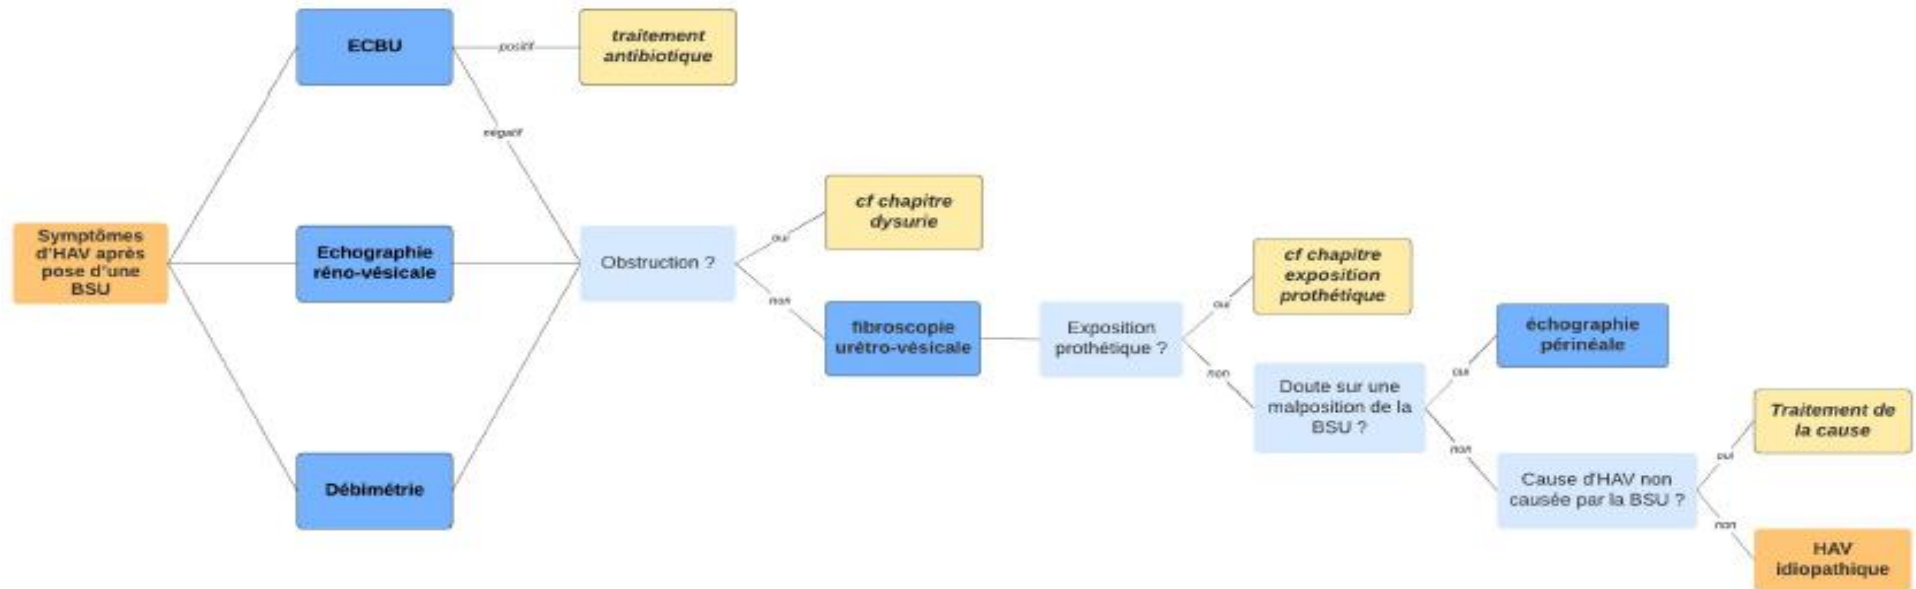 ECBU
positif
traitement
antibiotique
négatif
Symptômes
d'HAV après
pose d'une
BSU
Echographie
réno-vésicale
Débimétrie
Obstruction ?
oui
cf chapitre
dysurie
non
fibroscopie
urétro-vésicale
Exposition
prothétique ?
oui
cf chapitre
exposition
prothétique
non
Doute sur une
malposition de la
BSU ?
oui
échographie
périnéale
non
Cause d'HAV non
causée par la BSU ?
oui
Traitement de
la cause
non
HAV
idiopathique